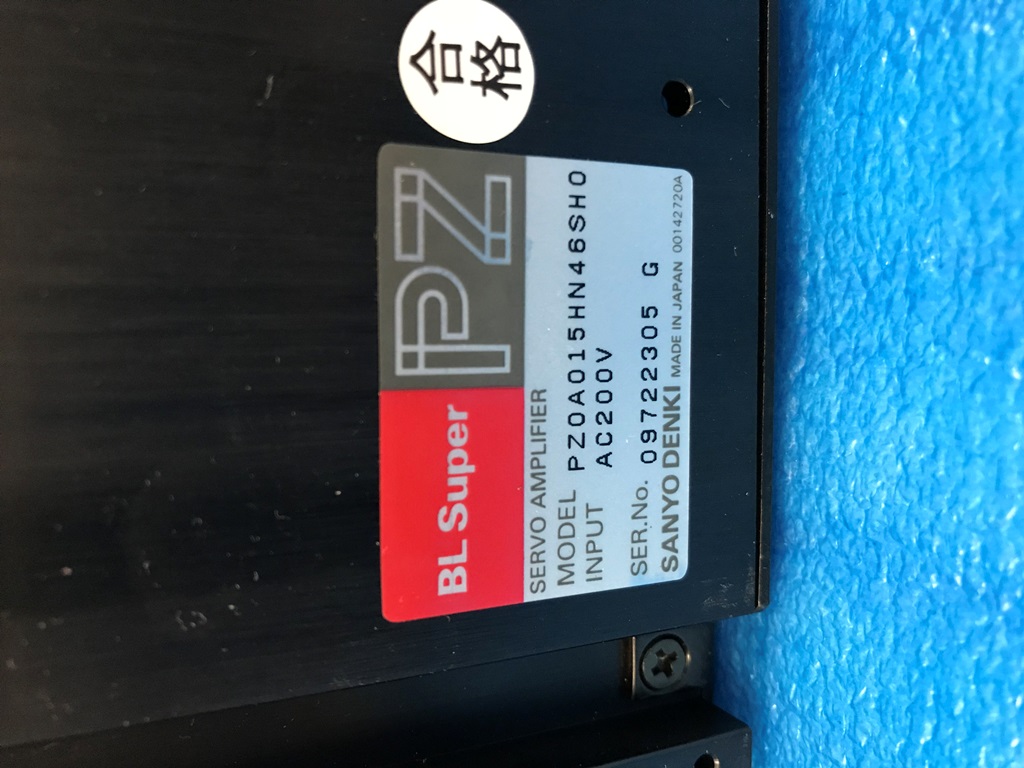 合格
BL Super PZ
SERVO AMPLIFIER
MODEL PZ0A015HN46SH0
INPUT AC200V
SER.No. 09722305 G
SANYO DENKI MADE IN JAPAN 00142720A